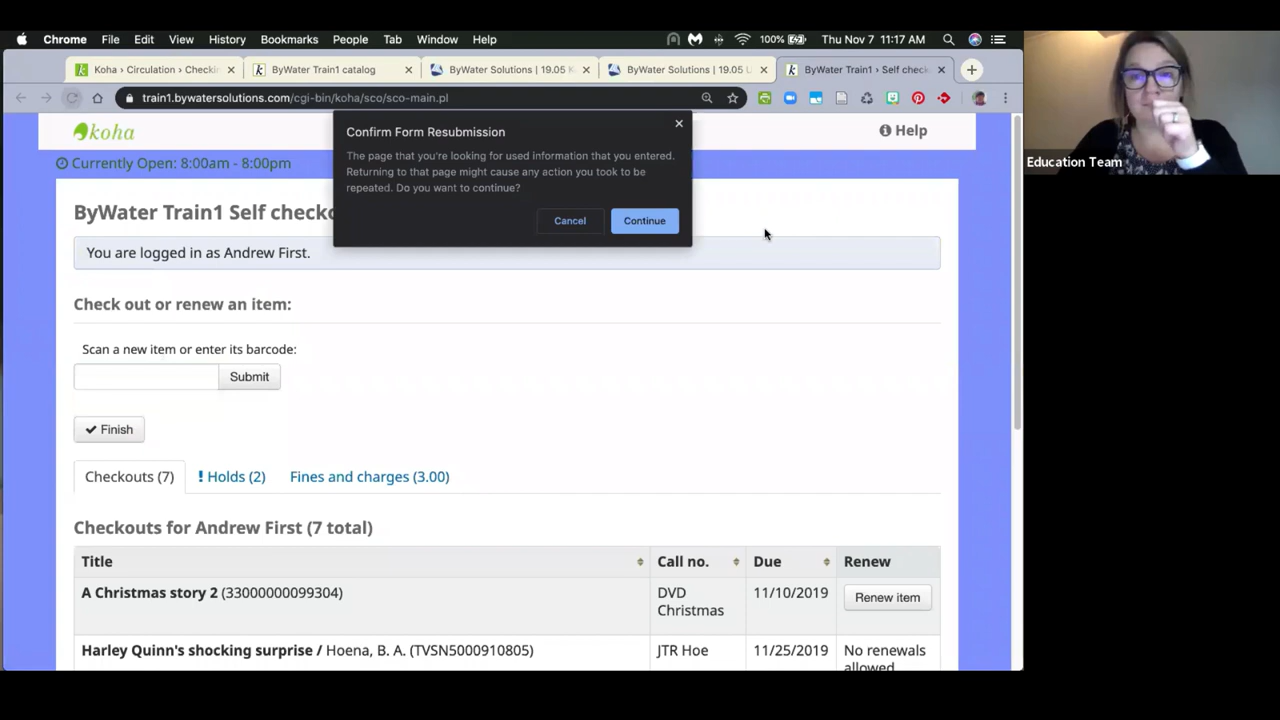 Chrome File Edit View History Bookmarks People Tab Window Help 100% Thu Nov 7 11:17 AM
Koha › Circulation › Checki
ByWater Train1 catalog
ByWater Solutions | 19.05 K
ByWater Solutions | 19.05 U
ByWater Train1 › Self check
train1.bywatersolutions.com/cgi-bin/koha/sco/sco-main.pl
koha
Help
Currently Open: 8:00am - 8:00pm
Confirm Form Resubmission
The page that you're looking for used information that you entered.
Returning to that page might cause any action you took to be
repeated. Do you want to continue?
Cancel Continue
Education Team
ByWater Train1 Self checko
You are logged in as Andrew First.
Check out or renew an item:
Scan a new item or enter its barcode:
Submit
Finish
Checkouts (7) ! Holds (2) Fines and charges (3.00)
Checkouts for Andrew First (7 total)
Title Call no. Due Renew
A Christmas story 2 (33000000099304) DVD 11/10/2019 Renew item
Christmas
Harley Quinn's shocking surprise / Hoena, B. A. (TVSN5000910805) JTR Hoe 11/25/2019 No renewals
allowed